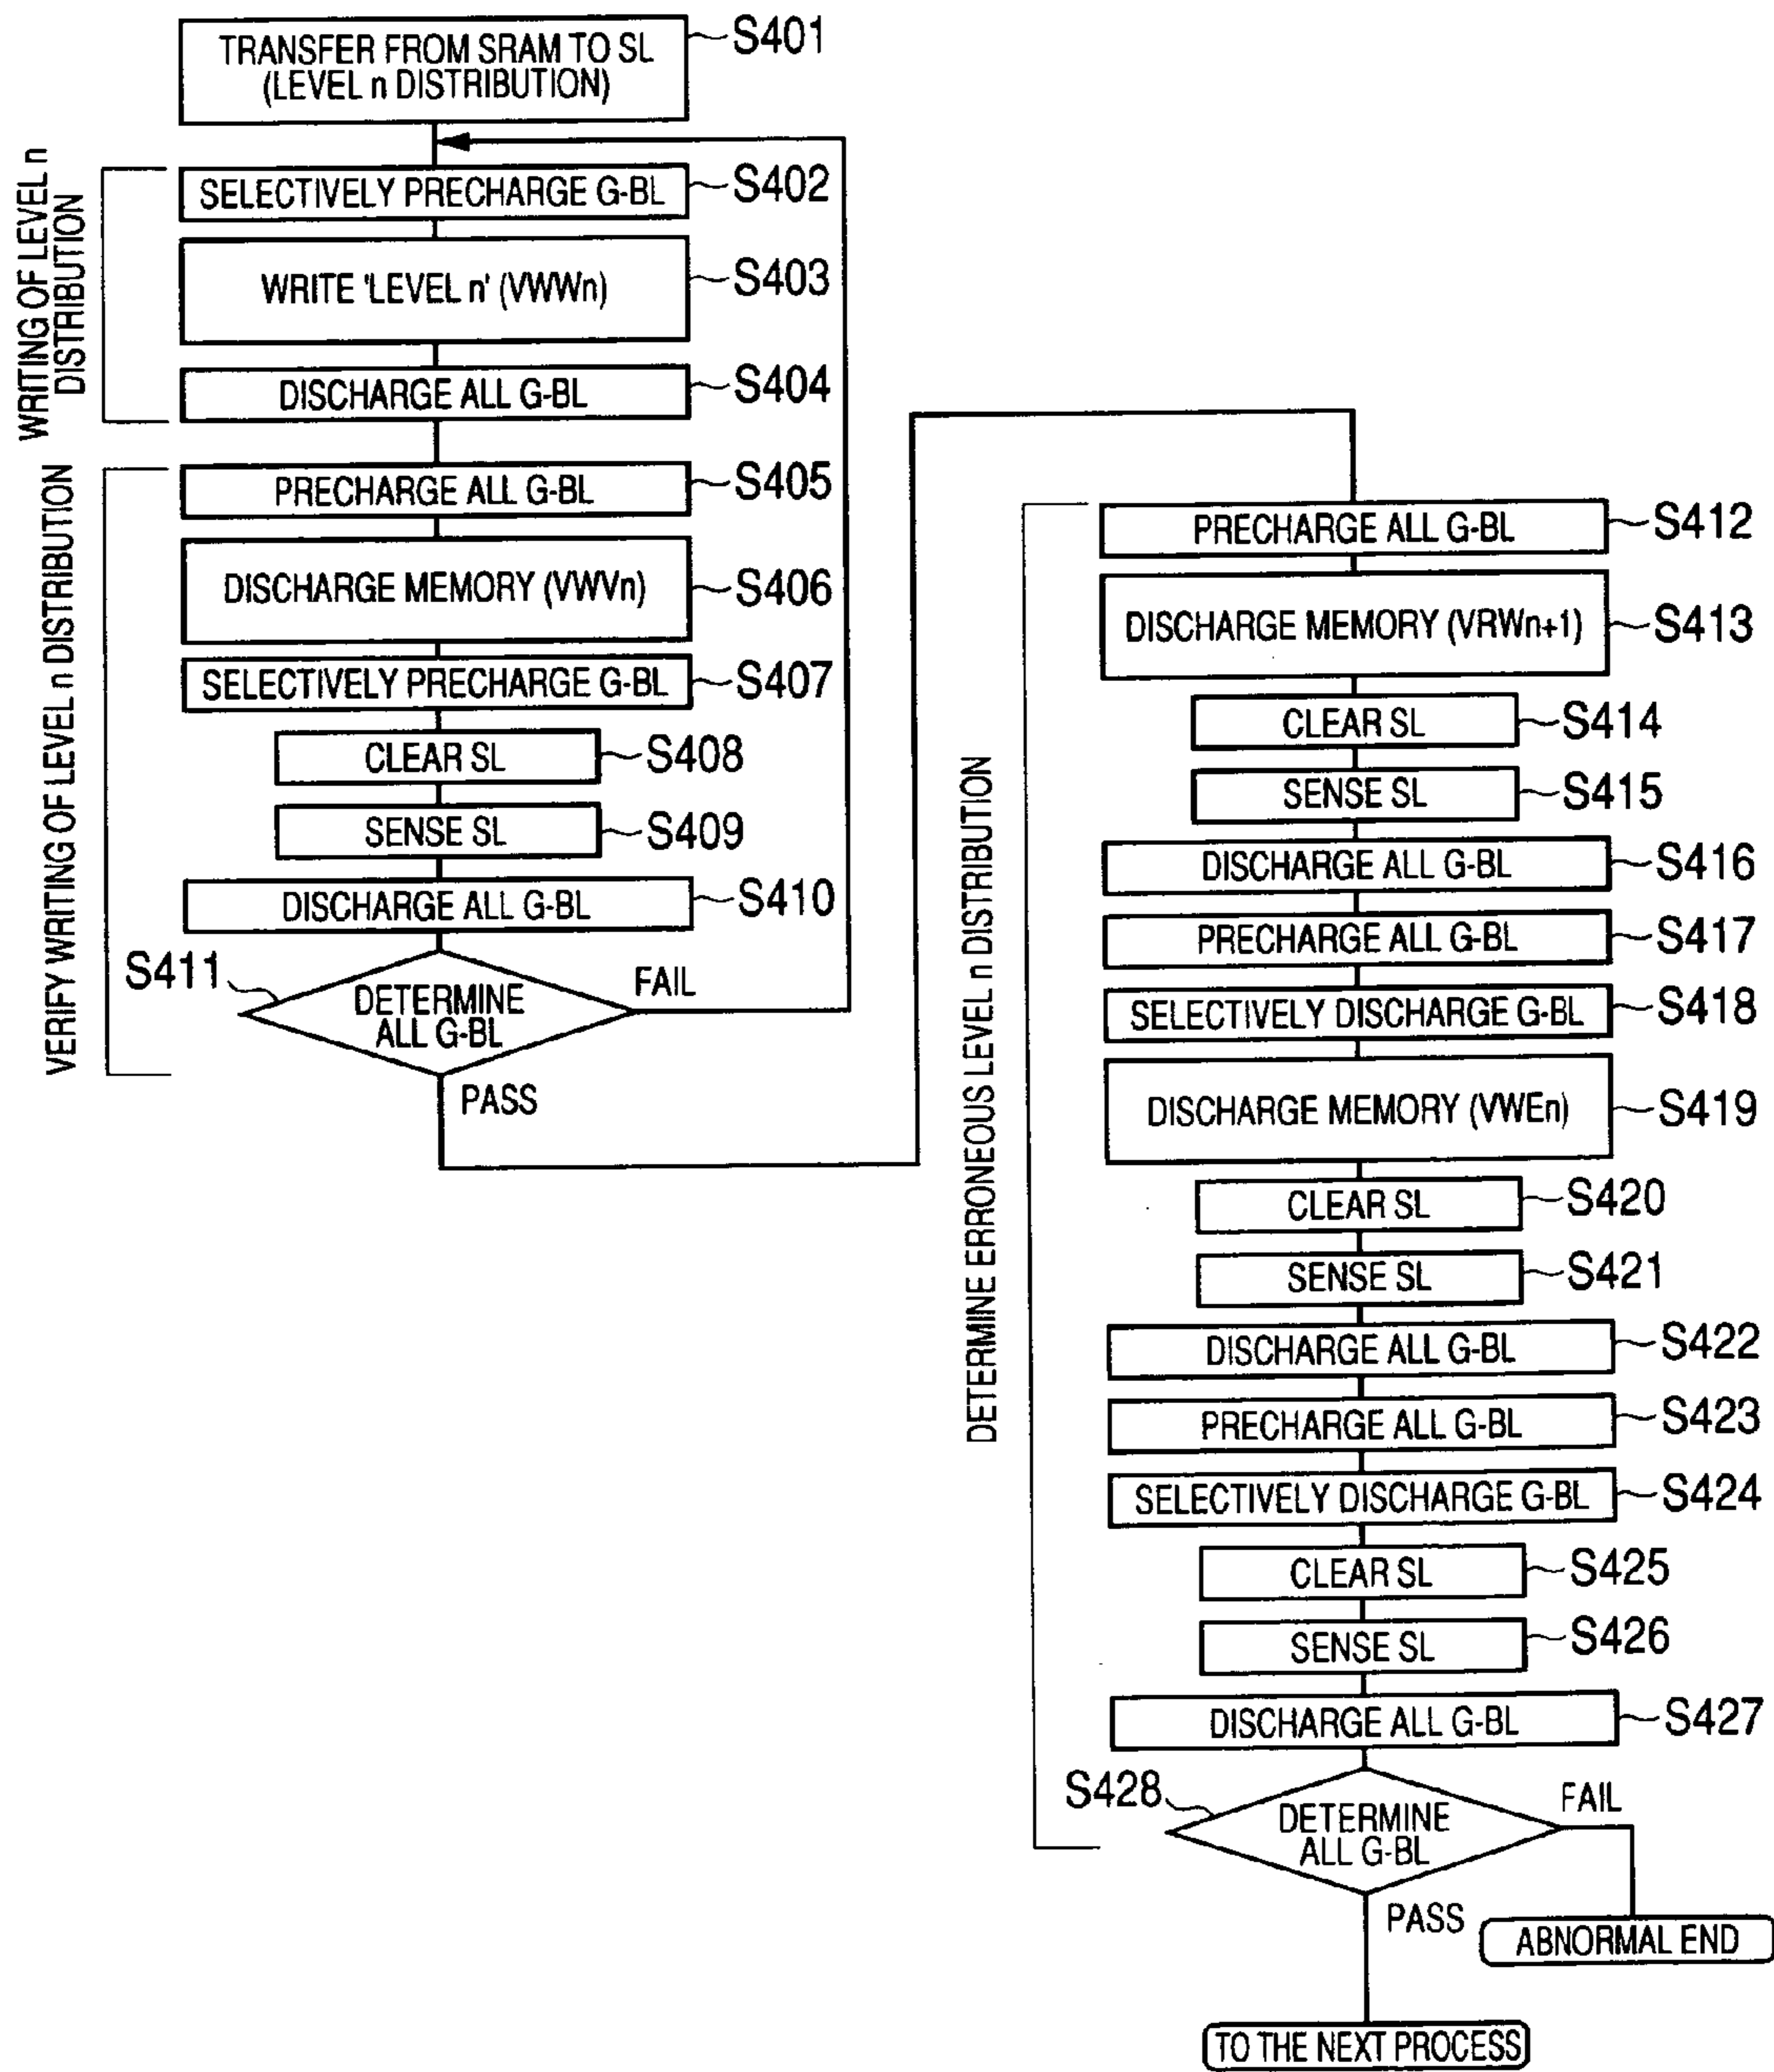 TRANSFER FROM SRAM TO SL
(LEVEL n DISTRIBUTION)
S401
WRITING OF LEVEL n
DISTRIBUTION
SELECTIVELY PRECHARGE G-BL
S402
WRITE 'LEVEL n' (VWWn)
S403
DISCHARGE ALL G-BL
S404
VERIFY WRITING OF LEVEL n DISTRIBUTION
PRECHARGE ALL G-BL
S405
DISCHARGE MEMORY (VWVn)
S406
SELECTIVELY PRECHARGE G-BL
S407
CLEAR SL
S408
SENSE SL
S409
DISCHARGE ALL G-BL
S410
S411
DETERMINE
ALL G-BL
FAIL
PASS
DETERMINE ERRONEOUS LEVEL n DISTRIBUTION
PRECHARGE ALL G-BL
S412
DISCHARGE MEMORY (VRWn+1)
S413
CLEAR SL
S414
SENSE SL
S415
DISCHARGE ALL G-BL
S416
PRECHARGE ALL G-BL
S417
SELECTIVELY DISCHARGE G-BL
S418
DISCHARGE MEMORY (VWEn)
S419
CLEAR SL
S420
SENSE SL
S421
DISCHARGE ALL G-BL
S422
PRECHARGE ALL G-BL
S423
SELECTIVELY DISCHARGE G-BL
S424
CLEAR SL
S425
SENSE SL
S426
DISCHARGE ALL G-BL
S427
S428
DETERMINE
ALL G-BL
FAIL
PASS
ABNORMAL END
TO THE NEXT PROCESS